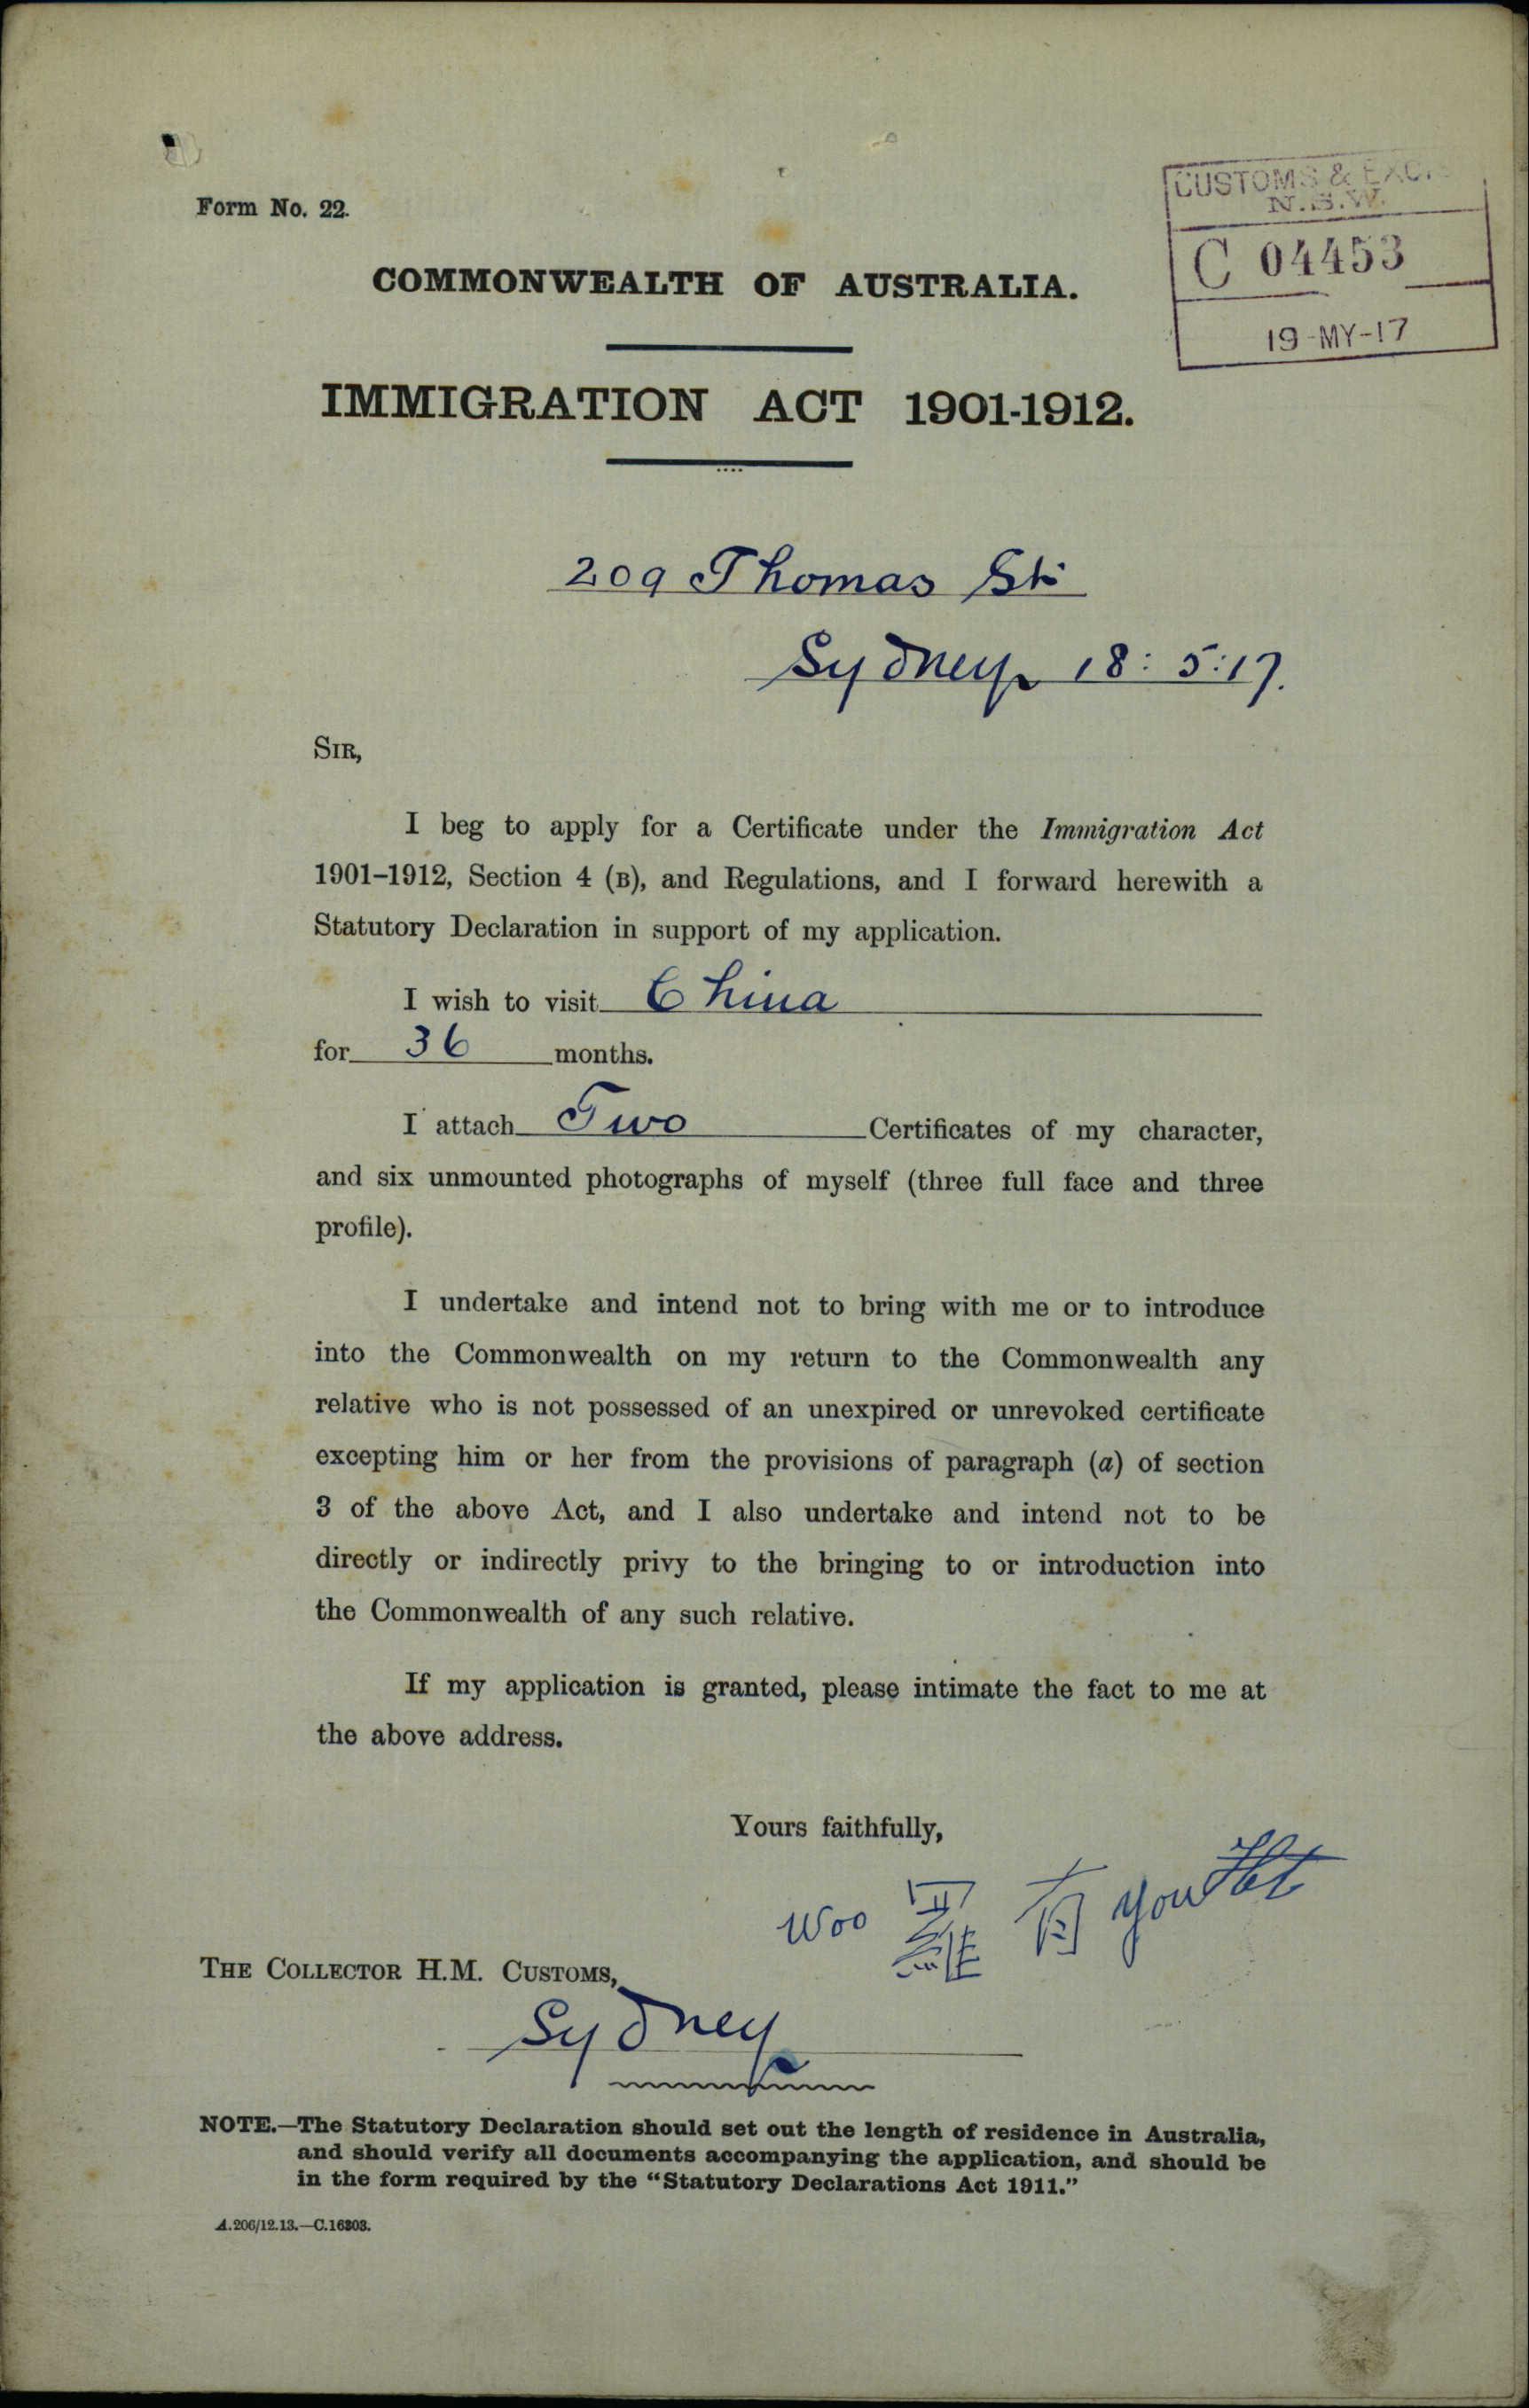 Form No. 22.
CUSTOMS & EXCI
N.S.W.
C 04453
19-MY-17
COMMONWEALTH OF AUSTRALIA.
IMMIGRATION ACT 1901-1912.
209 Thomas St
Sydney 18:5:17.
SIR,
I beg to apply for a Certificate under the Immigration Act
1901–1912, Section 4 (B), and Regulations, and I forward herewith a
Statutory Declaration in support of my application.
I wish to visit China
for 36 months.
I attach Two Certificates of my character,
and six unmounted photographs of myself (three full face and three
profile).
I undertake and intend not to bring with me or to introduce
into the Commonwealth on my return to the Commonwealth any
relative who is not possessed of an unexpired or unrevoked certificate
excepting him or her from the provisions of paragraph (a) of section
3 of the above Act, and I also undertake and intend not to be
directly or indirectly privy to the bringing to or introduction into
the Commonwealth of any such relative.
If my application is granted, please intimate the fact to me at
the above address.
Yours faithfully,
Woo 有 you
THE COLLECTOR H.M. CUSTOMS,
Sydney
NOTE.—The Statutory Declaration should set out the length of residence in Australia,
and should verify all documents accompanying the application, and should be
in the form required by the “Statutory Declarations Act 1911.”
A.206/12.13.—C.16303.